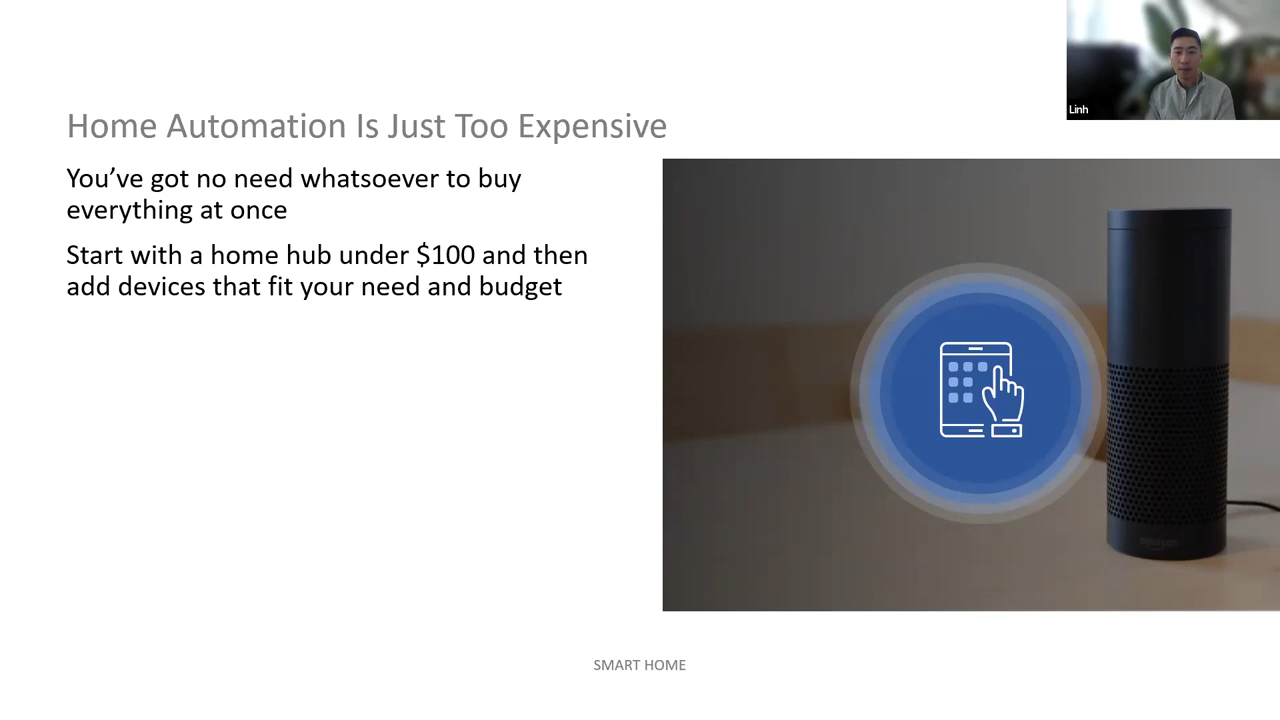 Linh
Home Automation Is Just Too Expensive
You’ve got no need whatsoever to buy
everything at once
Start with a home hub under $100 and then
add devices that fit your need and budget
amazon
SMART HOME